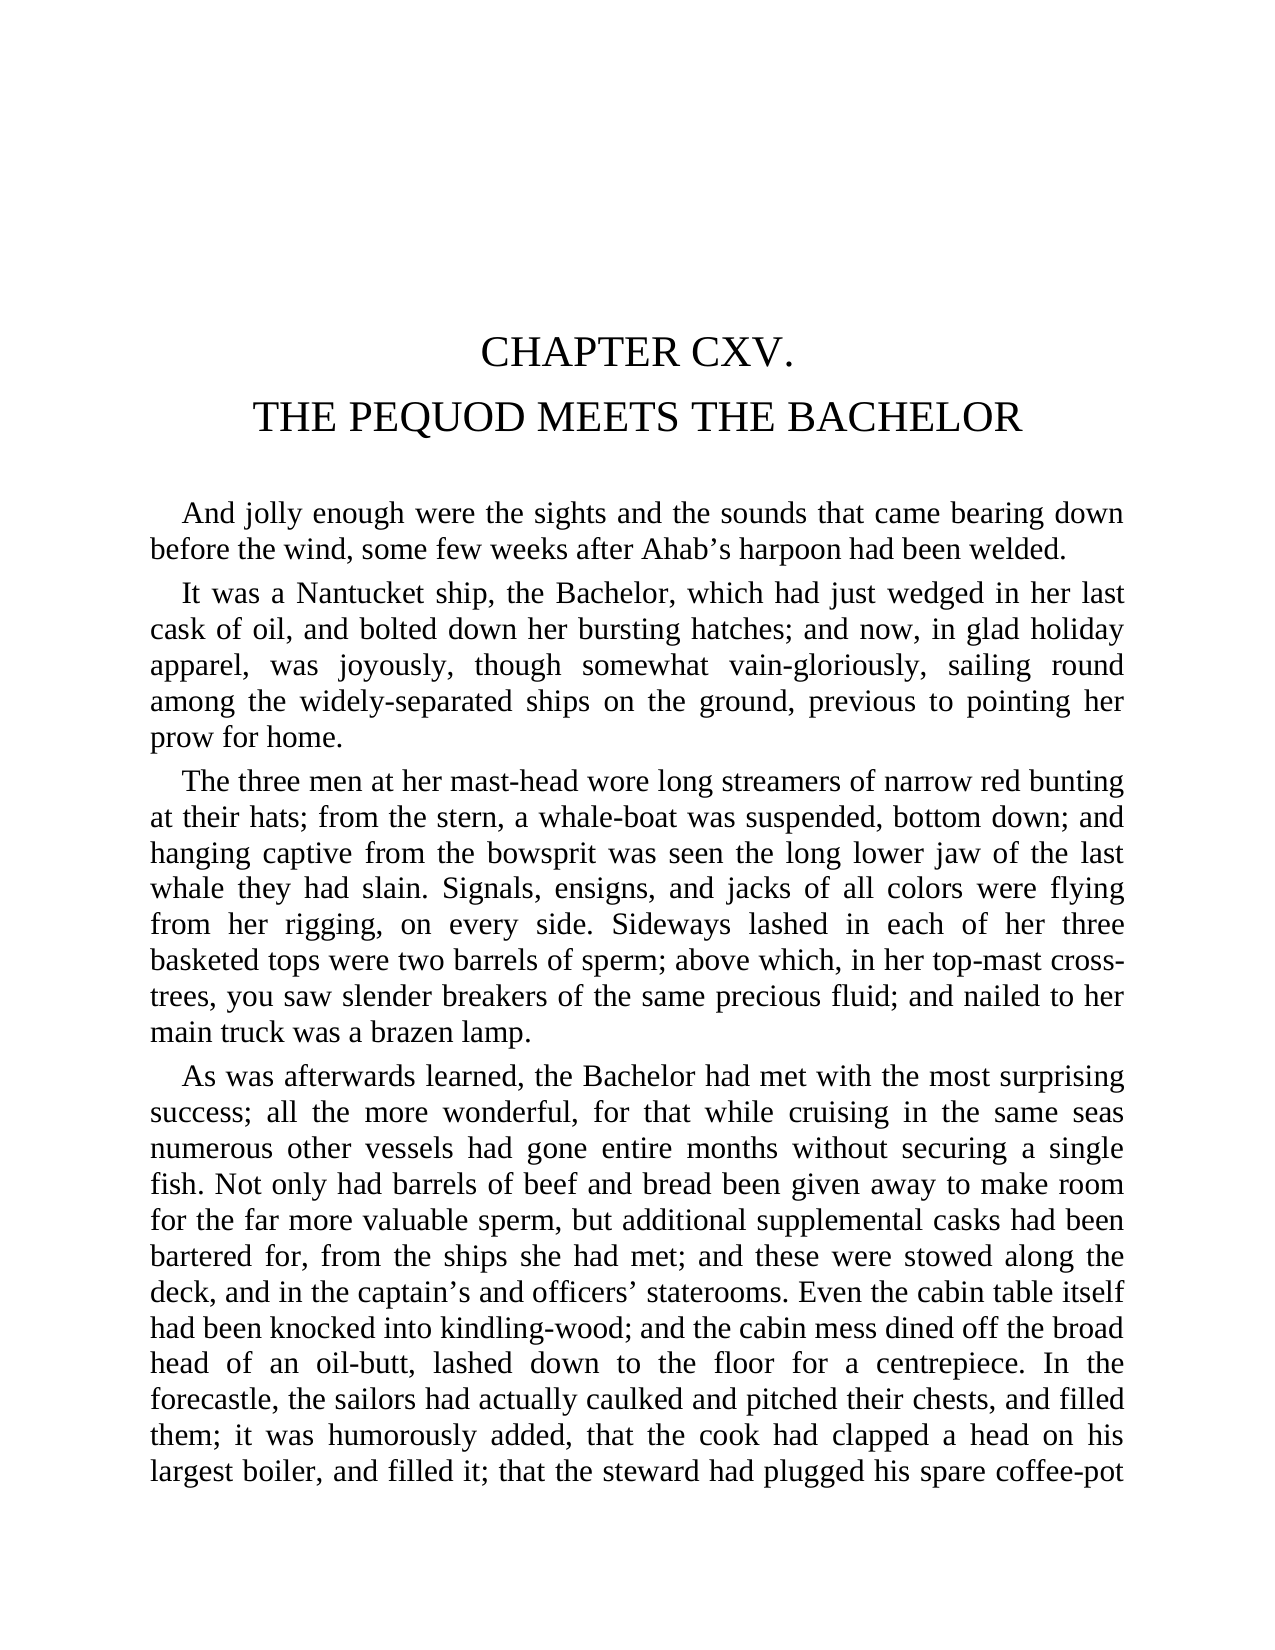 CHAPTER CXV.
THE PEQUOD MEETS THE BACHELOR
And jolly enough were the sights and the sounds that came bearing down
before the wind, some few weeks after Ahab’s harpoon had been welded.
It was a Nantucket ship, the Bachelor, which had just wedged in her last
cask of oil, and bolted down her bursting hatches; and now, in glad holiday
apparel, was joyously, though somewhat vain-gloriously, sailing round
among the widely-separated ships on the ground, previous to pointing her
prow for home.
The three men at her mast-head wore long streamers of narrow red bunting
at their hats; from the stern, a whale-boat was suspended, bottom down; and
hanging captive from the bowsprit was seen the long lower jaw of the last
whale they had slain. Signals, ensigns, and jacks of all colors were flying
from her rigging, on every side. Sideways lashed in each of her three
basketed tops were two barrels of sperm; above which, in her top-mast cross-
trees, you saw slender breakers of the same precious fluid; and nailed to her
main truck was a brazen lamp.
As was afterwards learned, the Bachelor had met with the most surprising
success; all the more wonderful, for that while cruising in the same seas
numerous other vessels had gone entire months without securing a single
fish. Not only had barrels of beef and bread been given away to make room
for the far more valuable sperm, but additional supplemental casks had been
bartered for, from the ships she had met; and these were stowed along the
deck, and in the captain’s and officers’ staterooms. Even the cabin table itself
had been knocked into kindling-wood; and the cabin mess dined off the broad
head of an oil-butt, lashed down to the floor for a centrepiece. In the
forecastle, the sailors had actually caulked and pitched their chests, and filled
them; it was humorously added, that the cook had clapped a head on his
largest boiler, and filled it; that the steward had plugged his spare coffee-pot